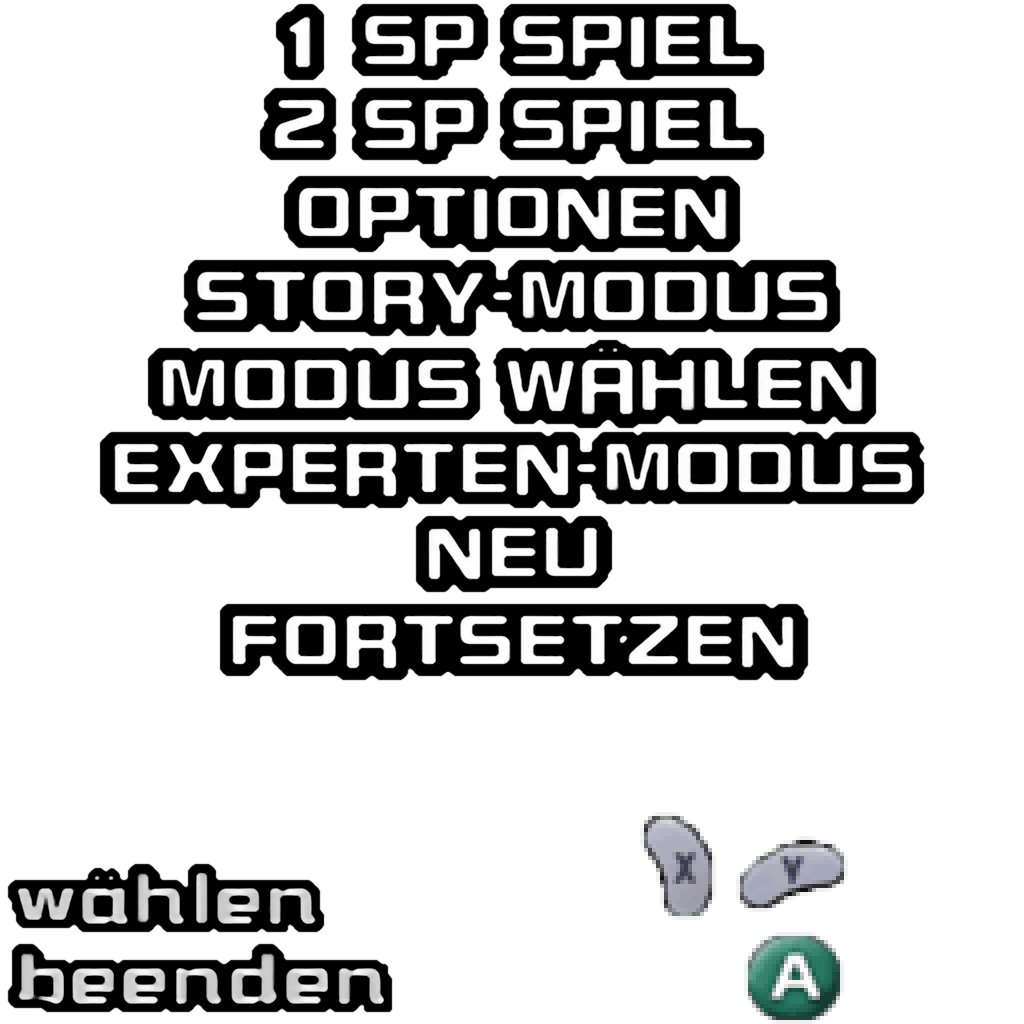 1 SP SPIEL
2 SP SPIEL
OPTIONEN
STORY-MODUS
MODUS WÄHLEN
EXPERTEN-MODUS
NEU
FORTSETZEN
X Y
wählen
beenden
A